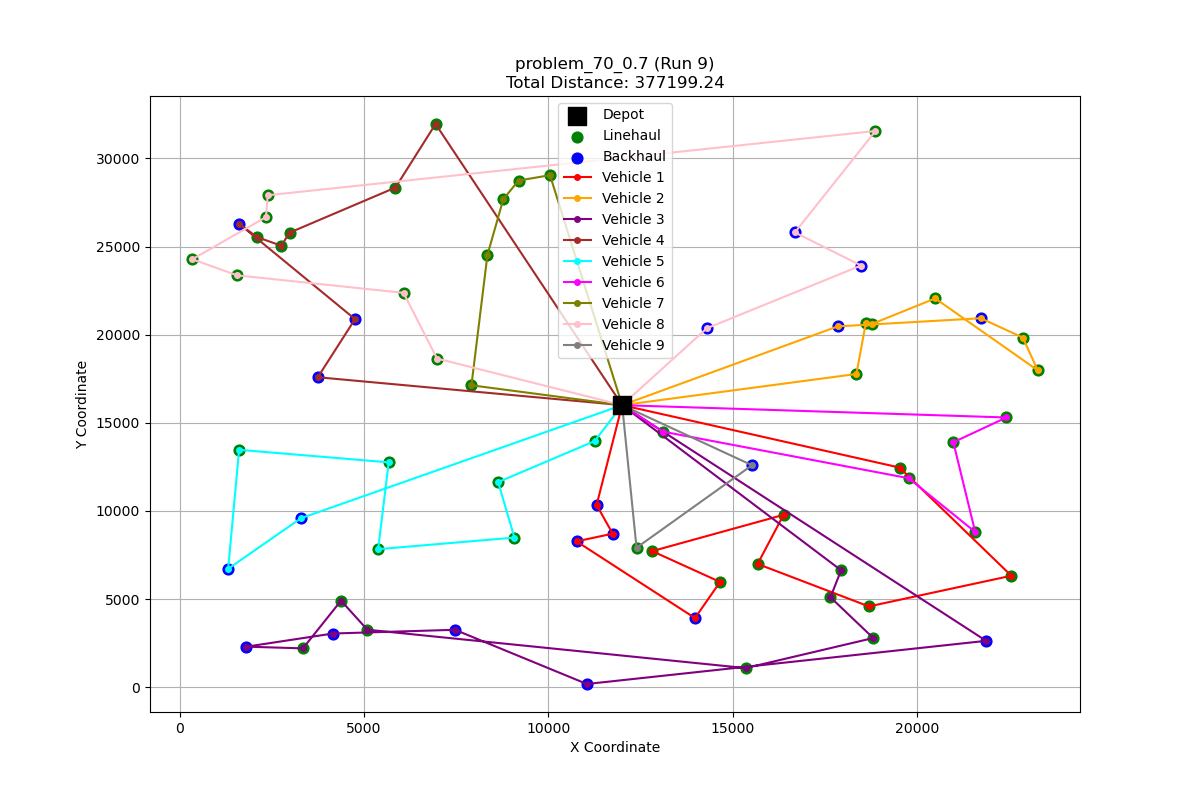 problem_70_0.7 (Run 9)
Total Distance: 377199.24
Depot
Linehaul
Backhaul
Vehicle 1
Vehicle 2
Vehicle 3
Vehicle 4
Vehicle 5
Vehicle 6
Vehicle 7
Vehicle 8
Vehicle 9
Y Coordinate
30000
25000
20000
15000
10000
5000
0
0 5000 10000 15000 20000
X Coordinate